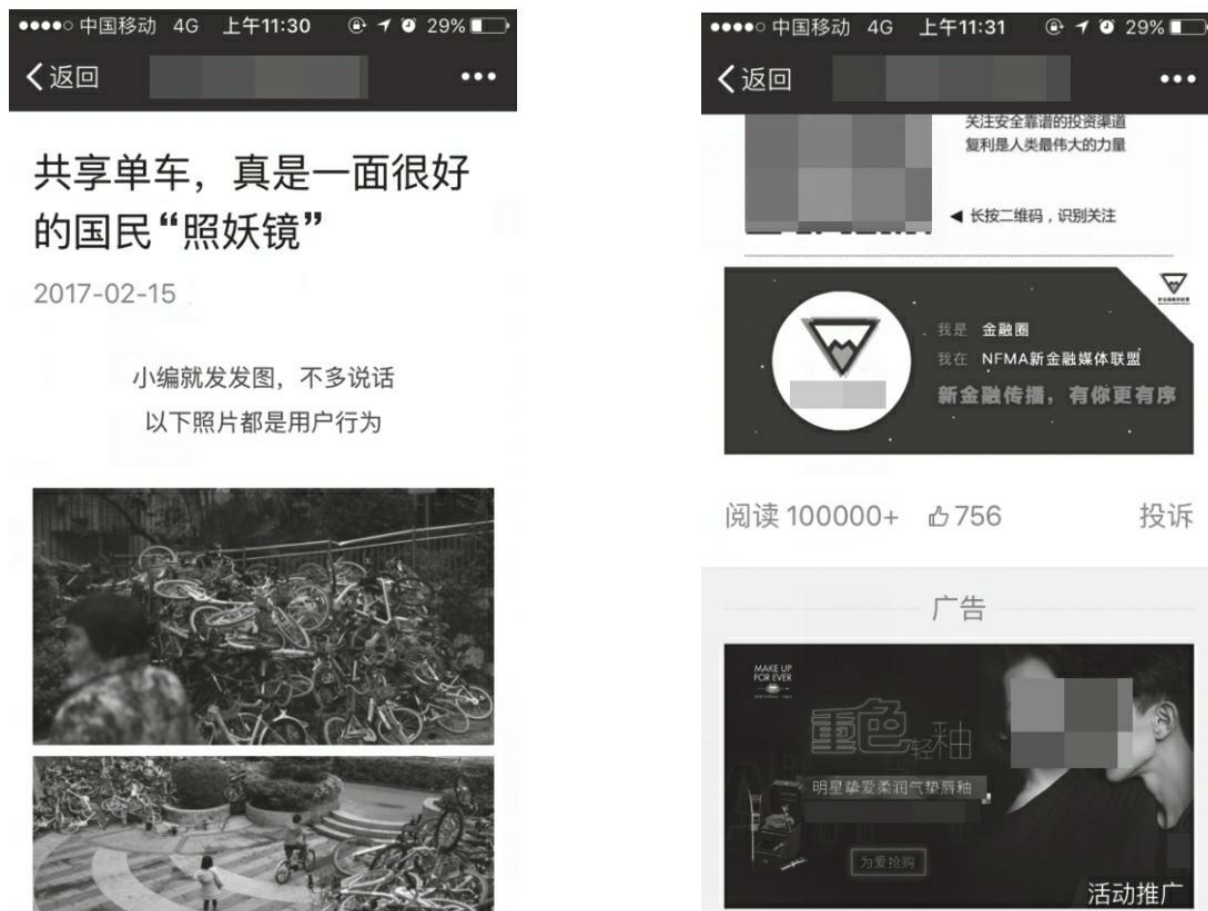 中国移动 4G 上午11:30 29%
返回
共享单车，真是一面很好
的国民“照妖镜”
2017-02-15
小编就发发图，不多说话
以下照片都是用户行为
中国移动 4G 上午11:31 29%
返回
关注安全靠谱的投资渠道
复利是人类最伟大的力量
◀ 长按二维码，识别关注
我是 金融圈
我在 NFMA新金融媒体联盟
新金融传播，有你更有序
阅读 100000+ 756 投诉
广告
MAKE UP
FOR EVER
重色轻釉
明星挚爱柔润气垫唇釉
为爱抢购
活动推广